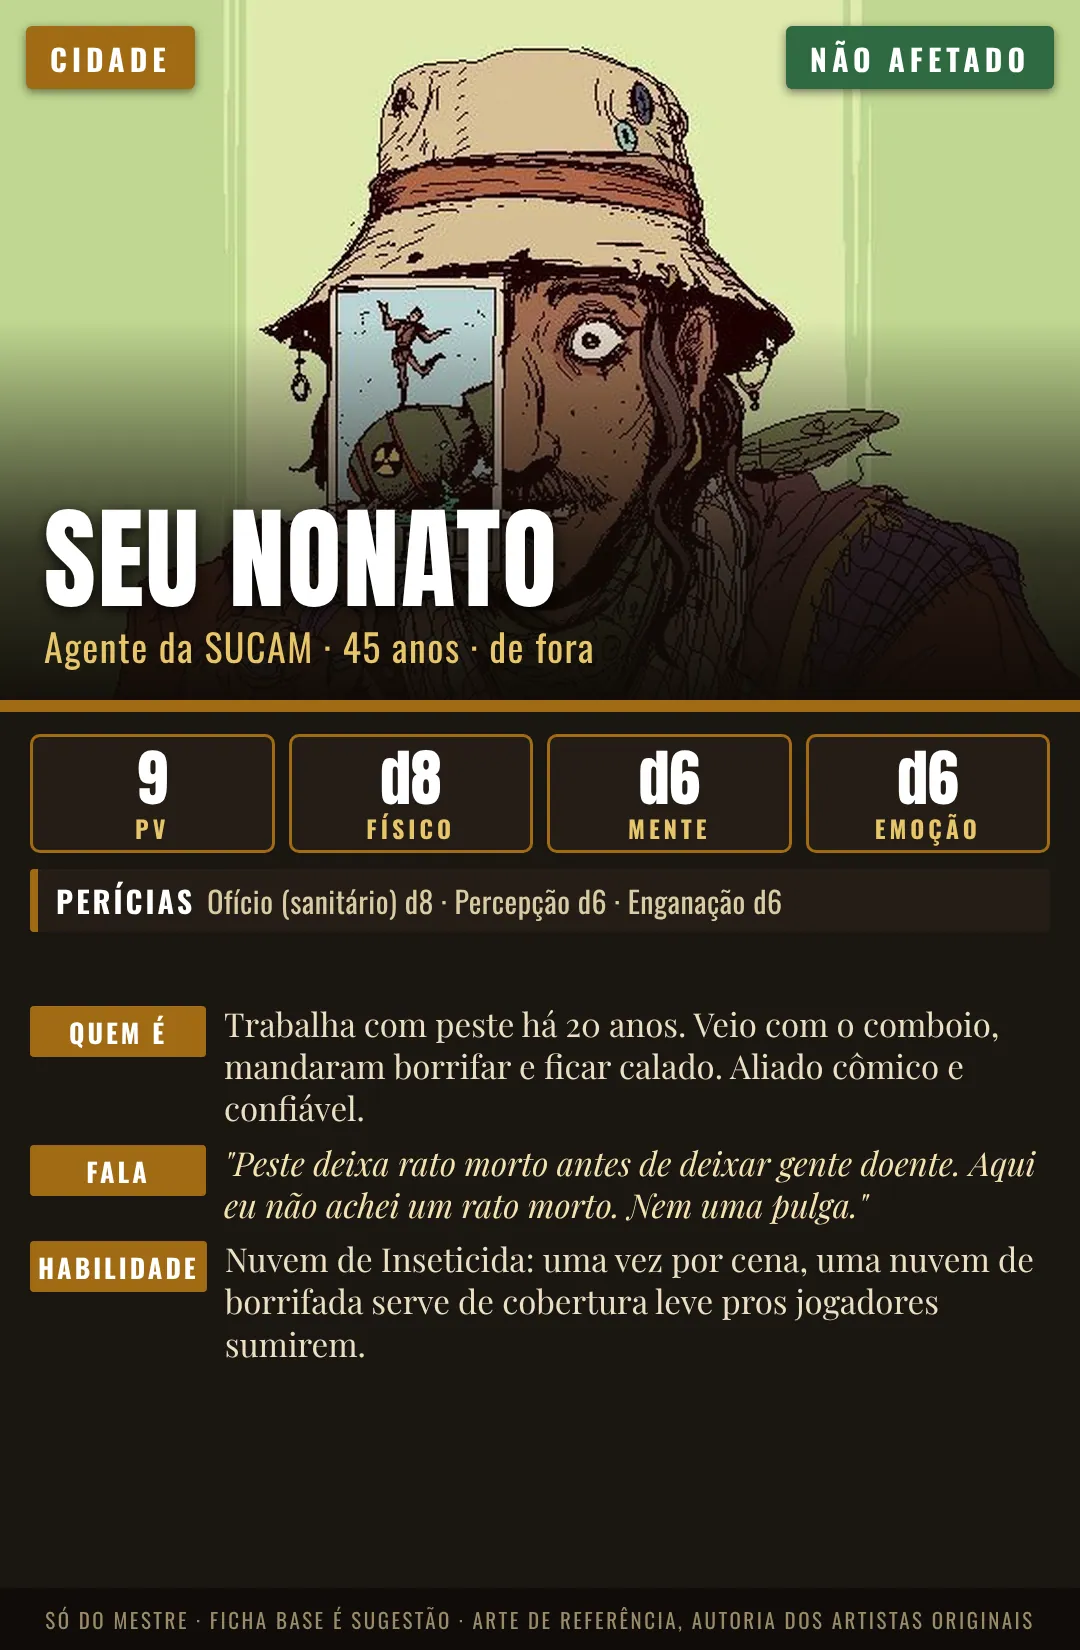 CIDADE
NÃO AFETADO
SEU NONATO
Agente da SUCAM · 45 anos · de fora
9
PV
d8
FÍSICO
d6
MENTE
d6
EMOÇÃO
PERÍCIAS Ofício (sanitário) d8 · Percepção d6 · Enganação d6
QUEM É
Trabalha com peste há 20 anos. Veio com o comboio,
mandaram borrifar e ficar calado. Aliado cômico e
confiável.
FALA
"Peste deixa rato morto antes de deixar gente doente. Aqui
eu não achei um rato morto. Nem uma pulga."
HABILIDADE
Nuvem de Inseticida: uma vez por cena, uma nuvem de
borrifada serve de cobertura leve pros jogadores
sumirem.
SÓ DO MESTRE · FICHA BASE É SUGESTÃO · ARTE DE REFERÊNCIA, AUTORIA DOS ARTISTAS ORIGINAIS